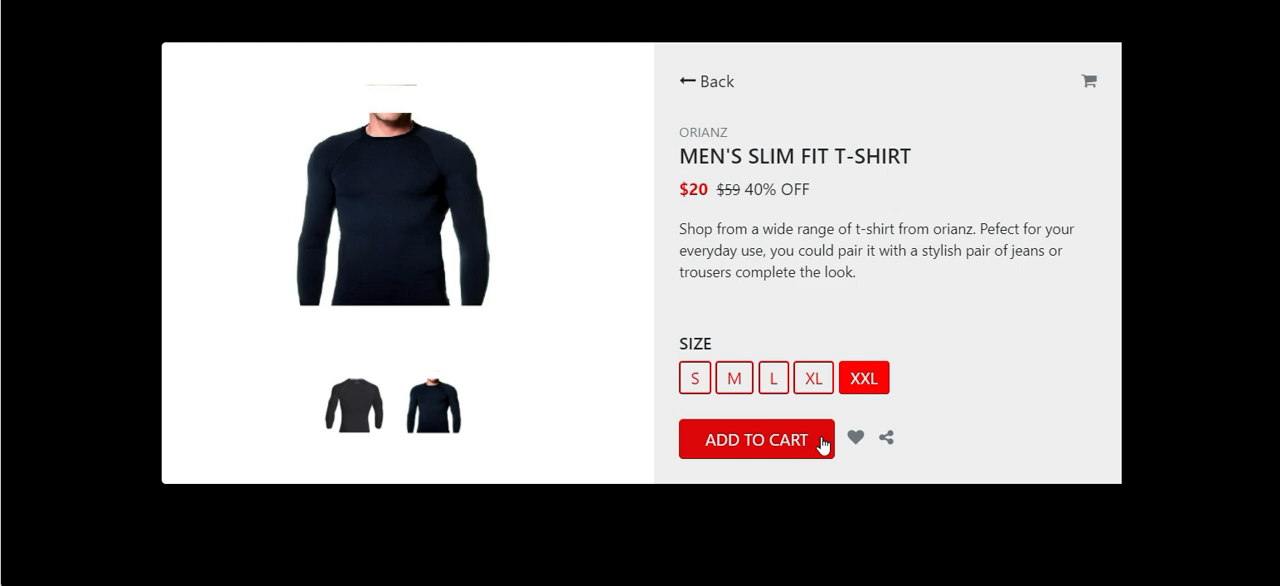 Back
ORIANZ
MEN'S SLIM FIT T-SHIRT
$20 $59 40% OFF
Shop from a wide range of t-shirt from orianz. Pefect for your
everyday use, you could pair it with a stylish pair of jeans or
trousers complete the look.
SIZE
S M L XL XXL
ADD TO CART